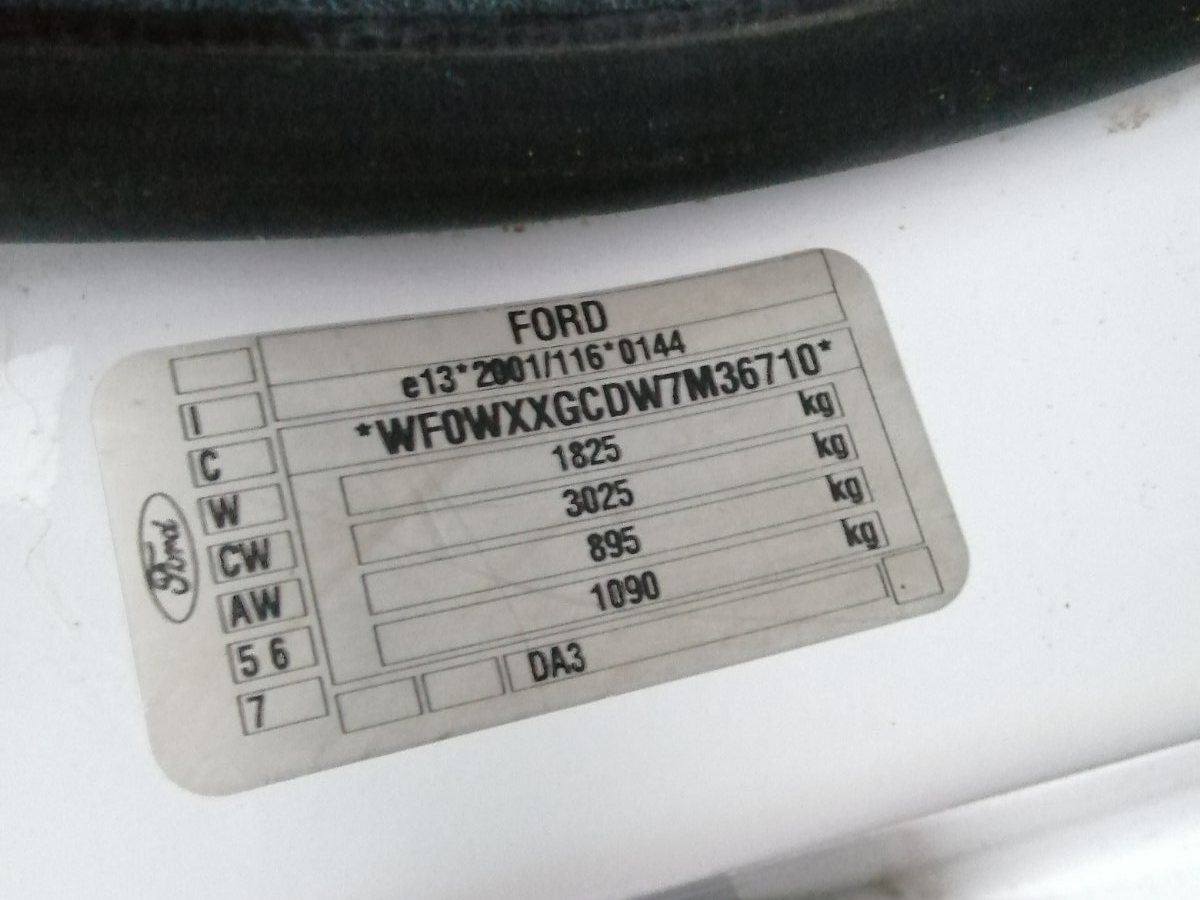 FORD
e13*2001/116*0144
*WF0WXXGCDW7M36710*
I
C
W
CW
AW
5 6
7
1825 kg
3025 kg
895 kg
1090 kg
DA3
Ford